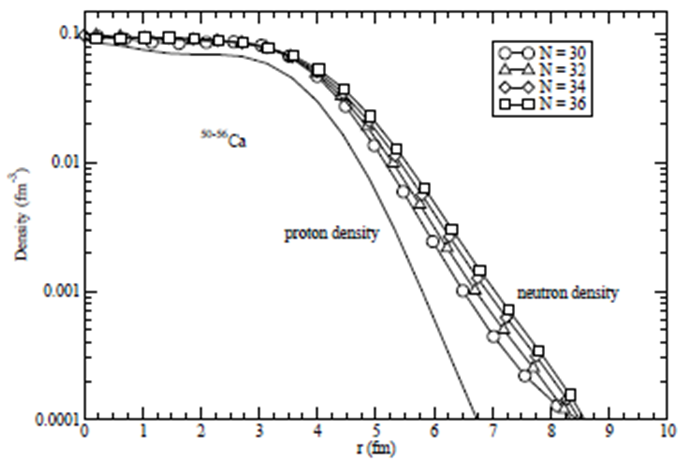 0.1
0.01
0.001
0.0001
Density (fm⁻³)
N = 30
N = 32
N = 34
N = 36
⁵⁰⁻⁵⁶Ca
proton density
neutron density
0 1 2 3 4 5 6 7 8 9 10
r (fm)